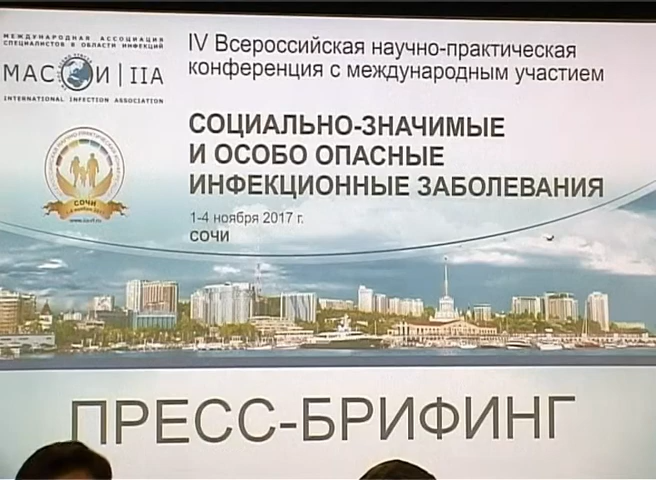 МЕЖДУНАРОДНАЯ АССОЦИАЦИЯ
СПЕЦИАЛИСТОВ В ОБЛАСТИ ИНФЕКЦИЙ
МАС И | IIA
INTERNATIONAL INFECTION ASSOCIATION
IV Всероссийская научно-практическая
конференция с международным участием
СОЦИАЛЬНО-ЗНАЧИМЫЕ
И ОСОБО ОПАСНЫЕ
ИНФЕКЦИОННЫЕ ЗАБОЛЕВАНИЯ
1-4 ноября 2017 г.
СОЧИ
СОЧИ
ПРЕСС-БРИФИНГ